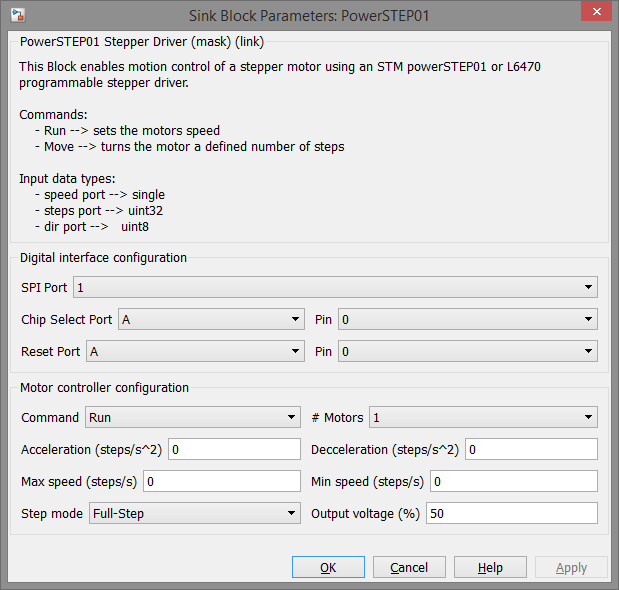 Sink Block Parameters: PowerSTEP01
PowerSTEP01 Stepper Driver (mask) (link)
This Block enables motion control of a stepper motor using an STM powerSTEP01 or L6470
programmable stepper driver.
Commands:
- Run --> sets the motors speed
- Move --> turns the motor a defined number of steps
Input data types:
- speed port --> single
- steps port --> uint32
- dir port --> uint8
Digital interface configuration
SPI Port 1
Chip Select Port A Pin 0
Reset Port A Pin 0
Motor controller configuration
Command Run # Motors 1
Acceleration (steps/s^2) 0 Decceleration (steps/s^2) 0
Max speed (steps/s) 0 Min speed (steps/s) 0
Step mode Full-Step Output voltage (%) 50
OK Cancel Help Apply